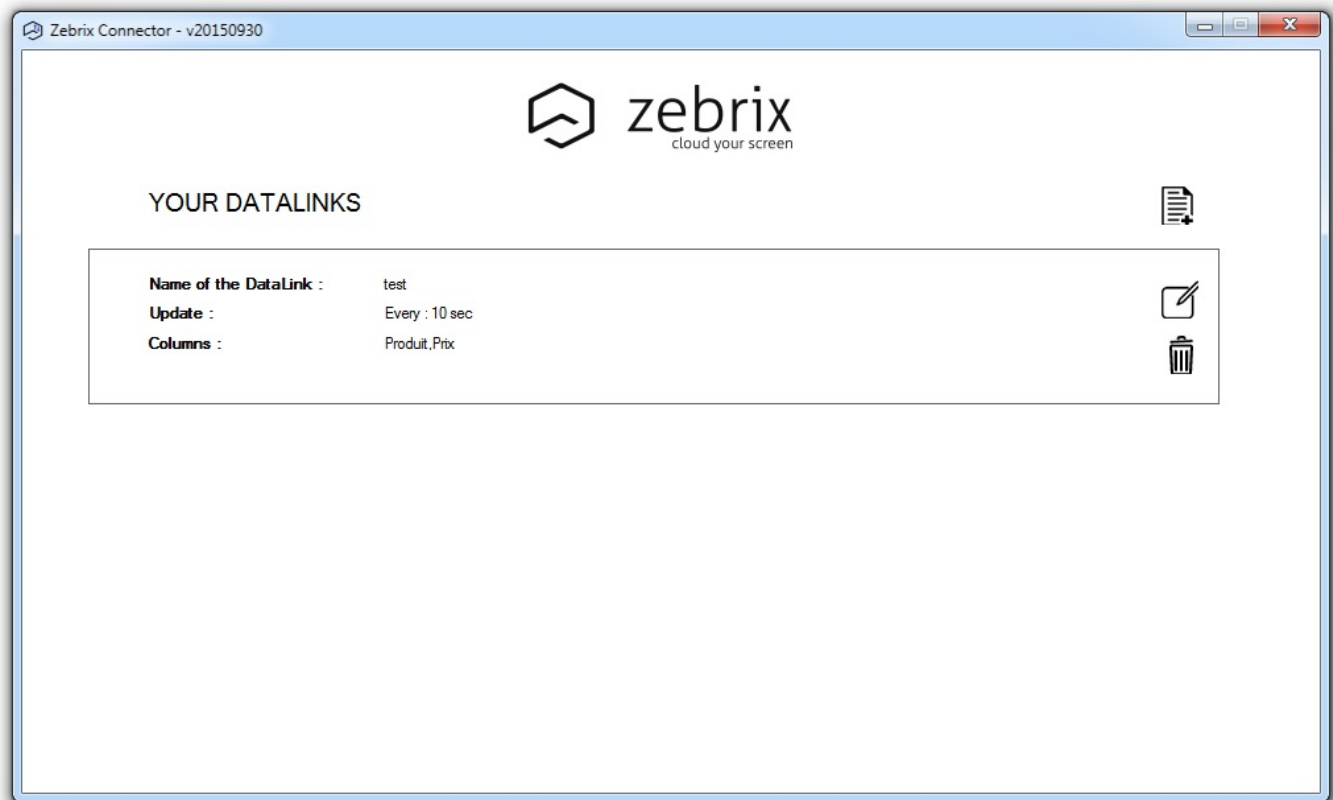 Zebrix Connector - v20150930
zebrix
cloud your screen
YOUR DATALINKS
Name of the DataLink : test
Update : Every : 10 sec
Columns : Produit,Prix